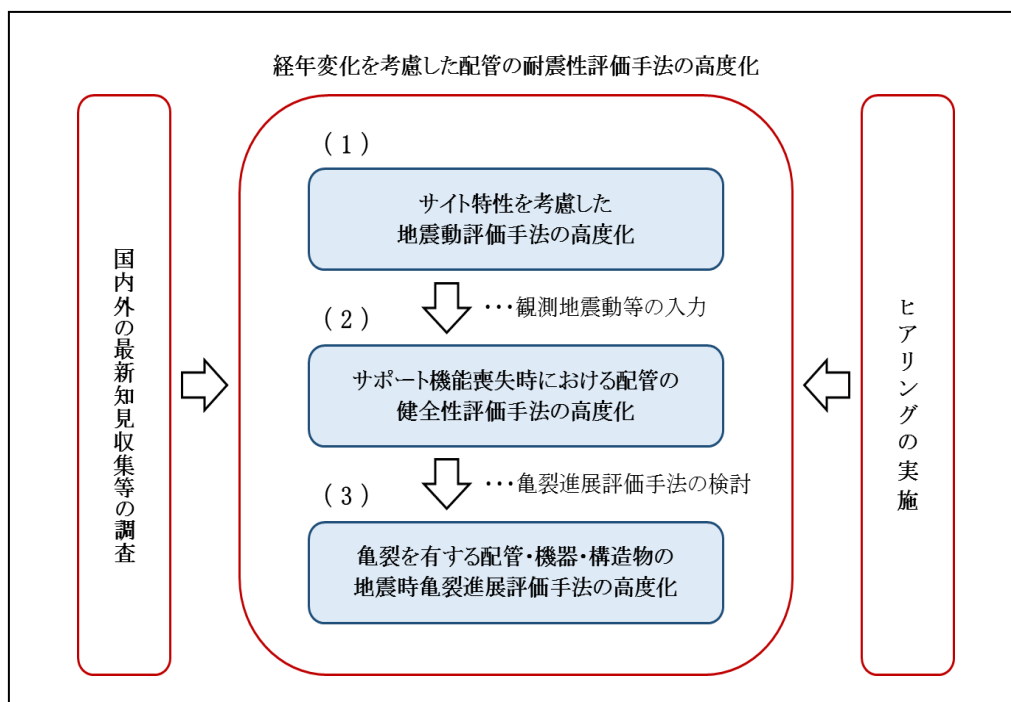 経年変化を考慮した配管の耐震性評価手法の高度化
国内外の最新知見収集等の調査
(1)
サイト特性を考慮した
地震動評価手法の高度化
・・・観測地震動等の入力
(2)
サポート機能喪失時における配管の
健全性評価手法の高度化
・・・亀裂進展評価手法の検討
(3)
亀裂を有する配管・機器・構造物の
地震時亀裂進展評価手法の高度化
ヒアリングの実施